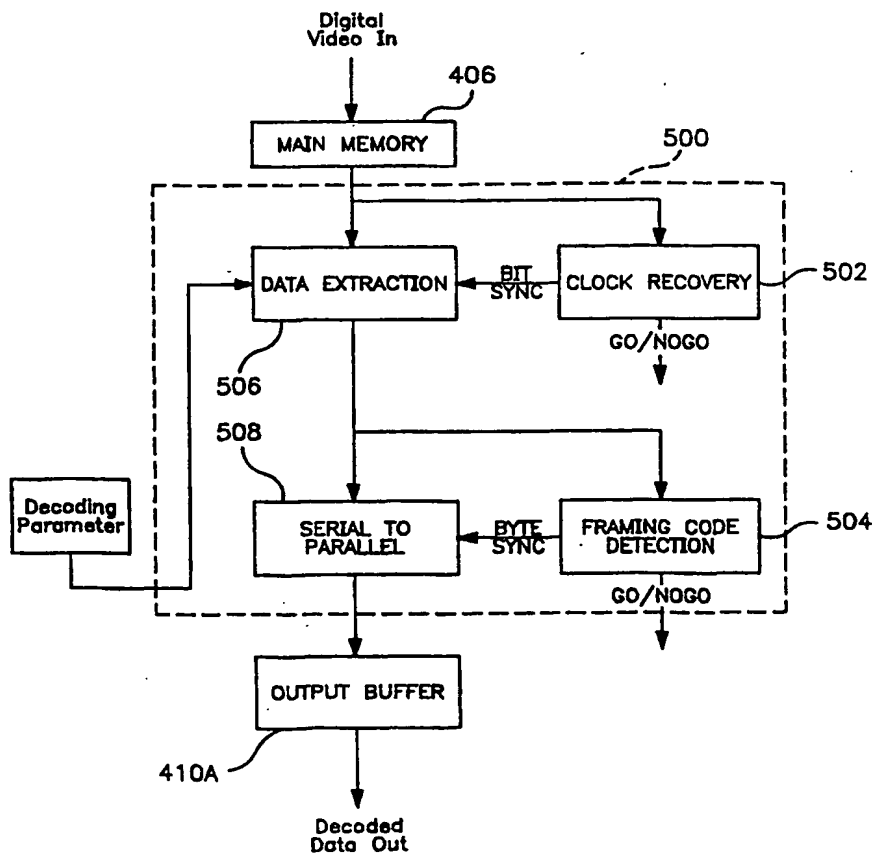 Digital
Video In
406
MAIN MEMORY
500
DATA EXTRACTION
BIT
SYNC
CLOCK RECOVERY
502
GO/NOGO
506
508
Decoding
Parameter
SERIAL TO
PARALLEL
BYTE
SYNC
FRAMING CODE
DETECTION
504
GO/NOGO
OUTPUT BUFFER
410A
Decoded
Data Out